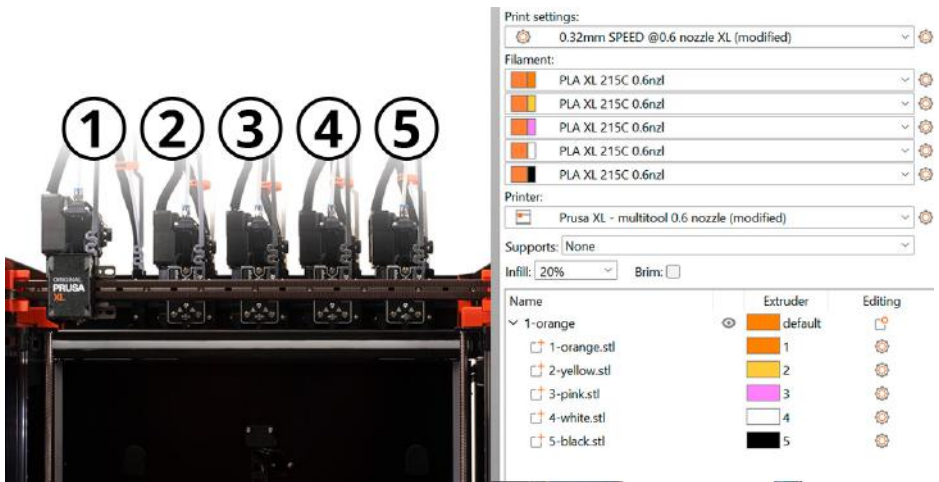 1 2 3 4 5
ORIGINAL
PRUSA
XL
Print settings:
0.32mm SPEED @0.6 nozzle XL (modified)
Filament:
PLA XL 215C 0.6nzl
PLA XL 215C 0.6nzl
PLA XL 215C 0.6nzl
PLA XL 215C 0.6nzl
PLA XL 215C 0.6nzl
Printer:
Prusa XL - multitool 0.6 nozzle (modified)
Supports: None
Infill: 20% Brim:
Name Extruder Editing
1-orange default
1-orange.stl 1
2-yellow.stl 2
3-pink.stl 3
4-white.stl 4
5-black.stl 5